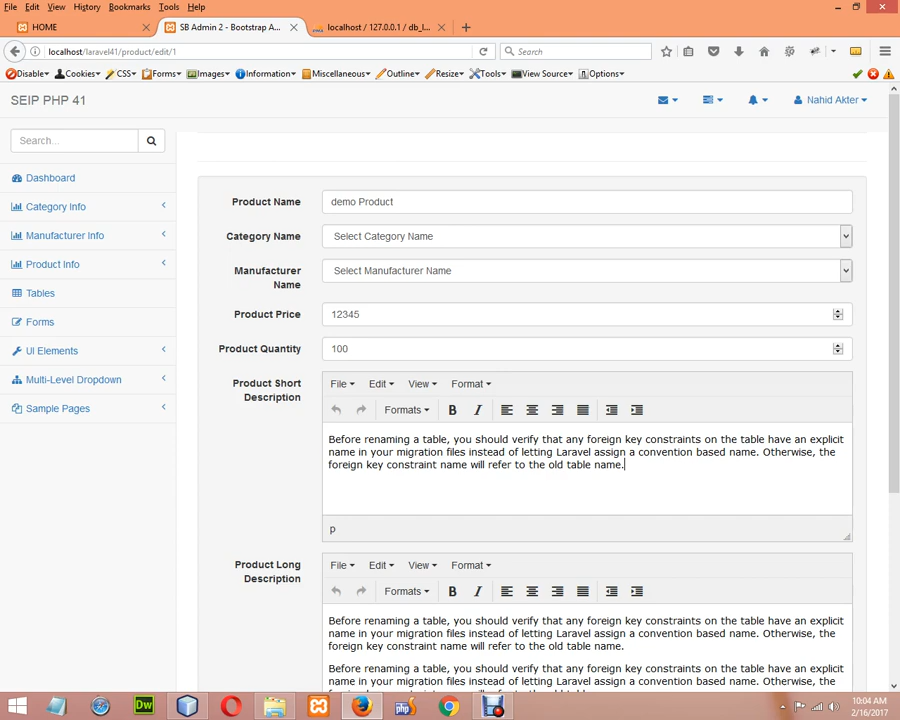 File Edit View History Bookmarks Tools Help
HOME
SB Admin 2 - Bootstrap A...
localhost / 127.0.0.1 / db_l...
localhost/laravel41/product/edit/1
Search
Disable Cookies CSS Forms Images Information Miscellaneous Outline Resize Tools View Source Options
SEIP PHP 41
Nahid Akter
Search...
Dashboard
Category Info
Manufacturer Info
Product Info
Tables
Forms
UI Elements
Multi-Level Dropdown
Sample Pages
Product Name
demo Product
Category Name
Select Category Name
Manufacturer
Name
Select Manufacturer Name
Product Price
12345
Product Quantity
100
Product Short
Description
File Edit View Format
Formats B I
Before renaming a table, you should verify that any foreign key constraints on the table have an explicit
name in your migration files instead of letting Laravel assign a convention based name. Otherwise, the
foreign key constraint name will refer to the old table name.
p
Product Long
Description
File Edit View Format
Formats B I
Before renaming a table, you should verify that any foreign key constraints on the table have an explicit
name in your migration files instead of letting Laravel assign a convention based name. Otherwise, the
foreign key constraint name will refer to the old table name.
Before renaming a table, you should verify that any foreign key constraints on the table have an explicit
name in your migration files instead of letting Laravel assign a convention based name. Otherwise, the
Dw
php
10:04 AM
2/16/2017